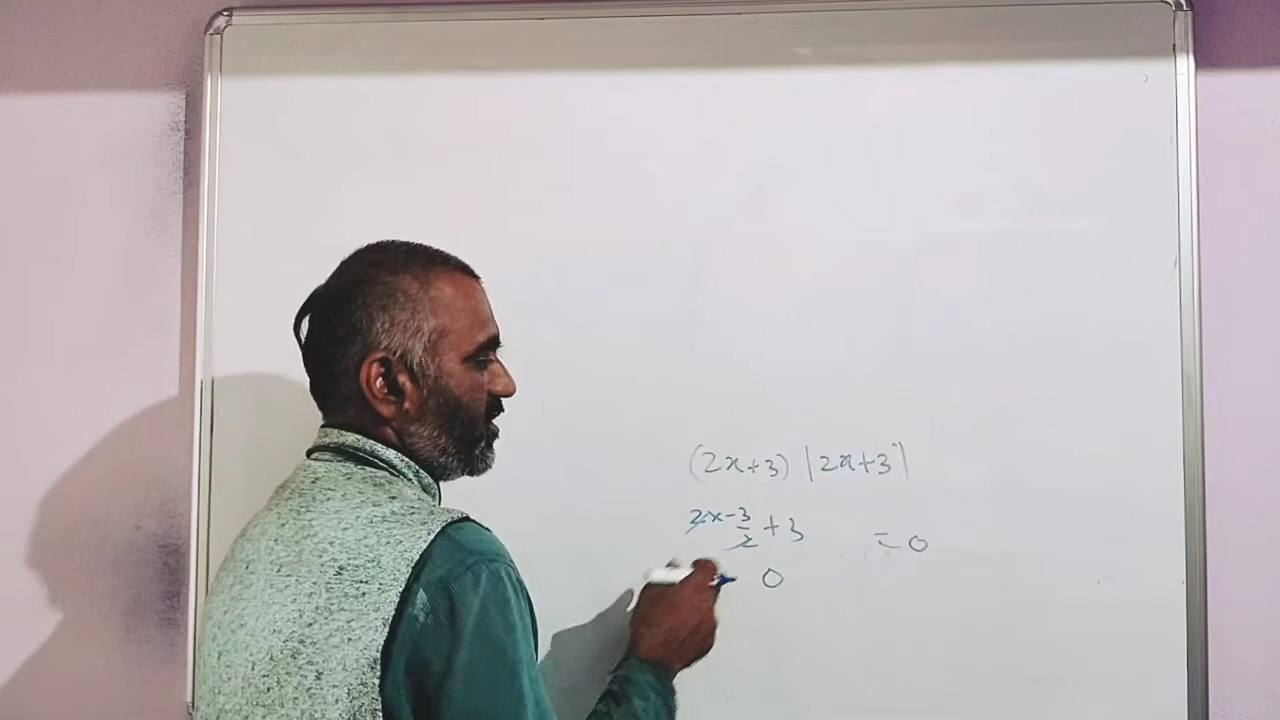 (2x+3) |2x+3|
2x-3/2 +3 =0
0